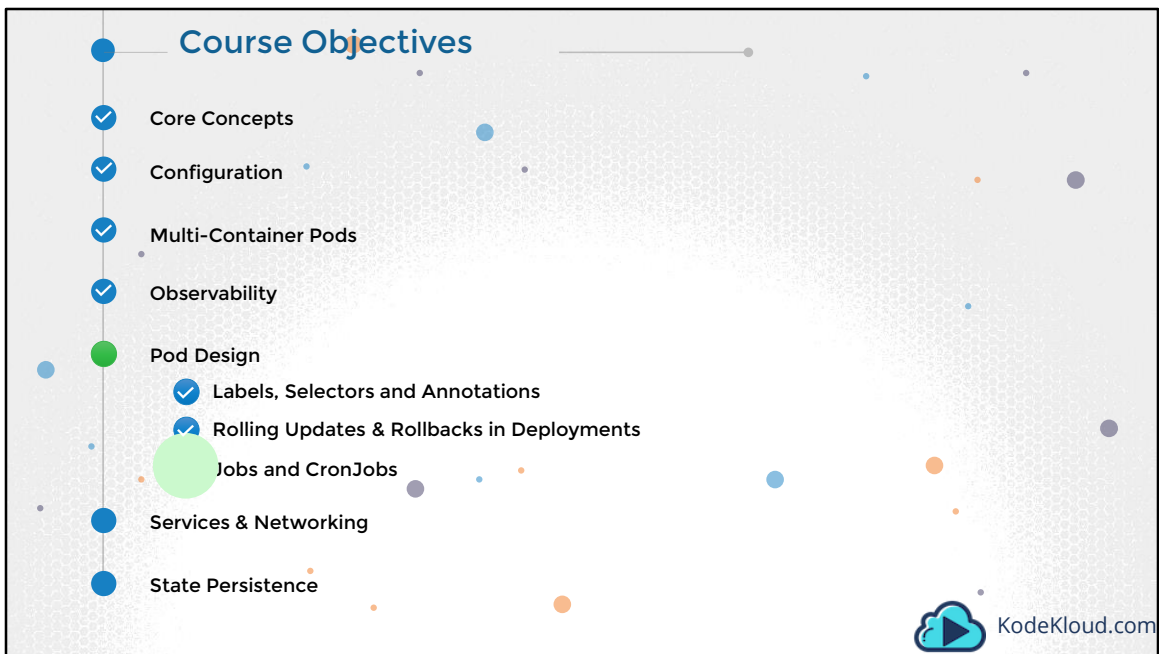 Course Objectives
Core Concepts
Configuration
Multi-Container Pods
Observability
Pod Design
Labels, Selectors and Annotations
Rolling Updates & Rollbacks in Deployments
Jobs and CronJobs
Services & Networking
State Persistence
KodeKloud.com